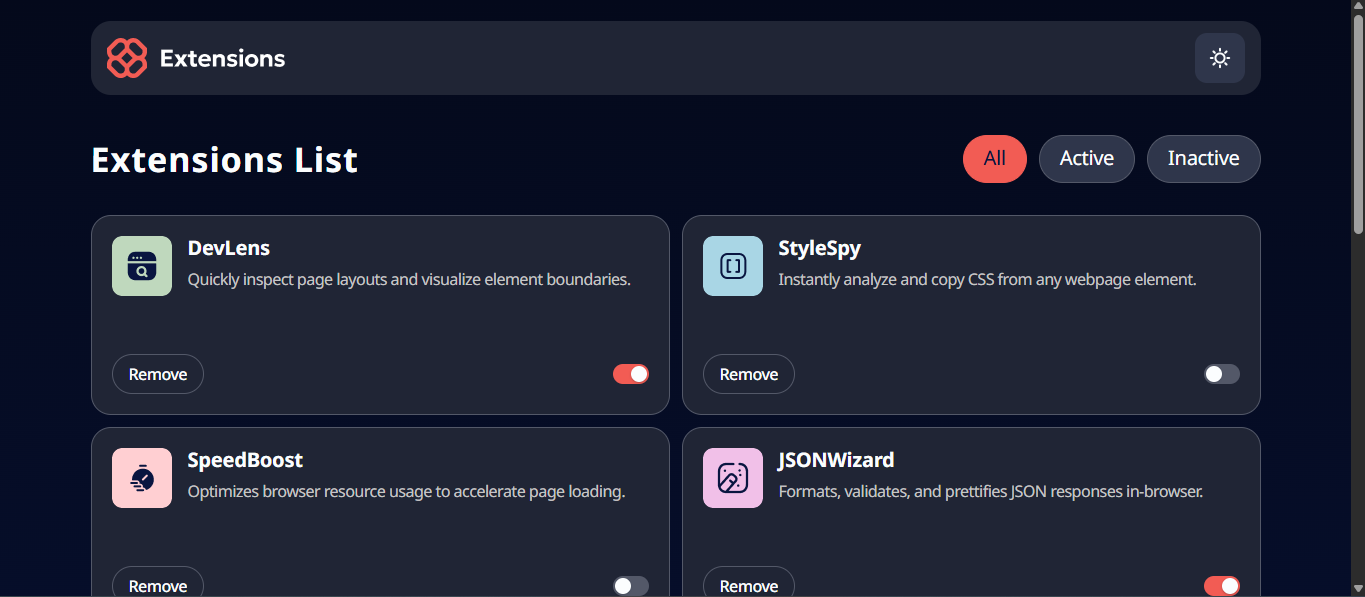 Extensions
Extensions List
All
Active
Inactive
DevLens
Quickly inspect page layouts and visualize element boundaries.
Remove
StyleSpy
Instantly analyze and copy CSS from any webpage element.
Remove
SpeedBoost
Optimizes browser resource usage to accelerate page loading.
Remove
JSONWizard
Formats, validates, and prettifies JSON responses in-browser.
Remove